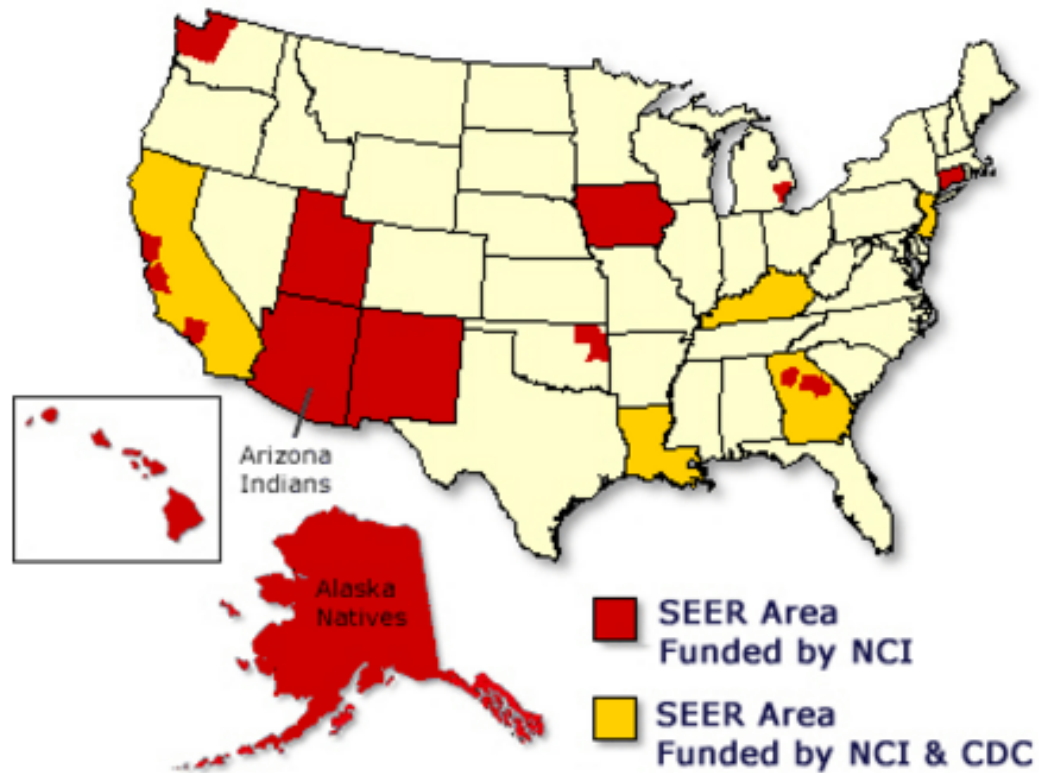 Arizona
Indians
Alaska
Natives
SEER Area
Funded by NCI
SEER Area
Funded by NCI & CDC